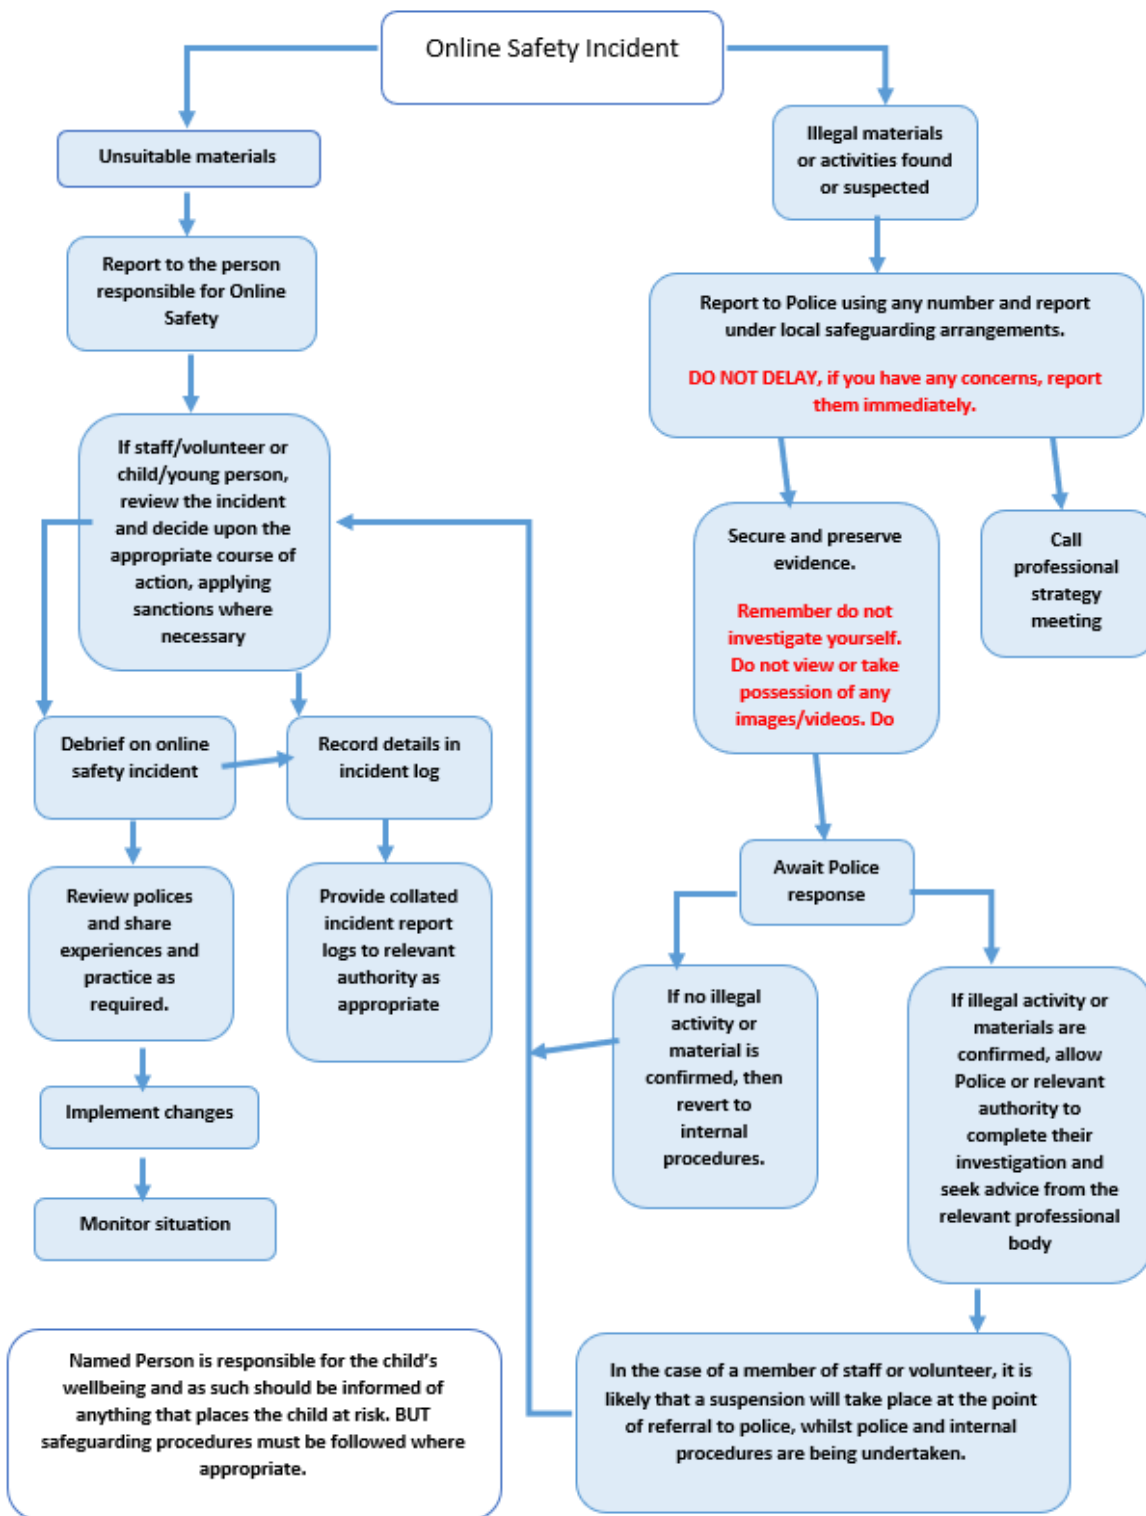 Online Safety Incident
Unsuitable materials
Illegal materials
or activities found
or suspected
Report to the person
responsible for Online
Safety
Report to Police using any number and report
under local safeguarding arrangements.
DO NOT DELAY, if you have any concerns, report
them immediately.
If staff/volunteer or
child/young person,
review the incident
and decide upon the
appropriate course of
action, applying
sanctions where
necessary
Secure and preserve
evidence.
Remember do not
investigate yourself.
Do not view or take
possession of any
images/videos. Do
Call
professional
strategy
meeting
Debrief on online
safety incident
Record details in
incident log
Review polices
and share
experiences and
practice as
required.
Provide collated
incident report
logs to relevant
authority as
appropriate
Await Police
response
If no illegal
activity or
material is
confirmed, then
revert to
internal
procedures.
If illegal activity or
materials are
confirmed, allow
Police or relevant
authority to
complete their
investigation and
seek advice from the
relevant professional
body
Implement changes
Monitor situation
Named Person is responsible for the child's
wellbeing and as such should be informed of
anything that places the child at risk. BUT
safeguarding procedures must be followed where
appropriate.
In the case of a member of staff or volunteer, it is
likely that a suspension will take place at the point
of referral to police, whilst police and internal
procedures are being undertaken.